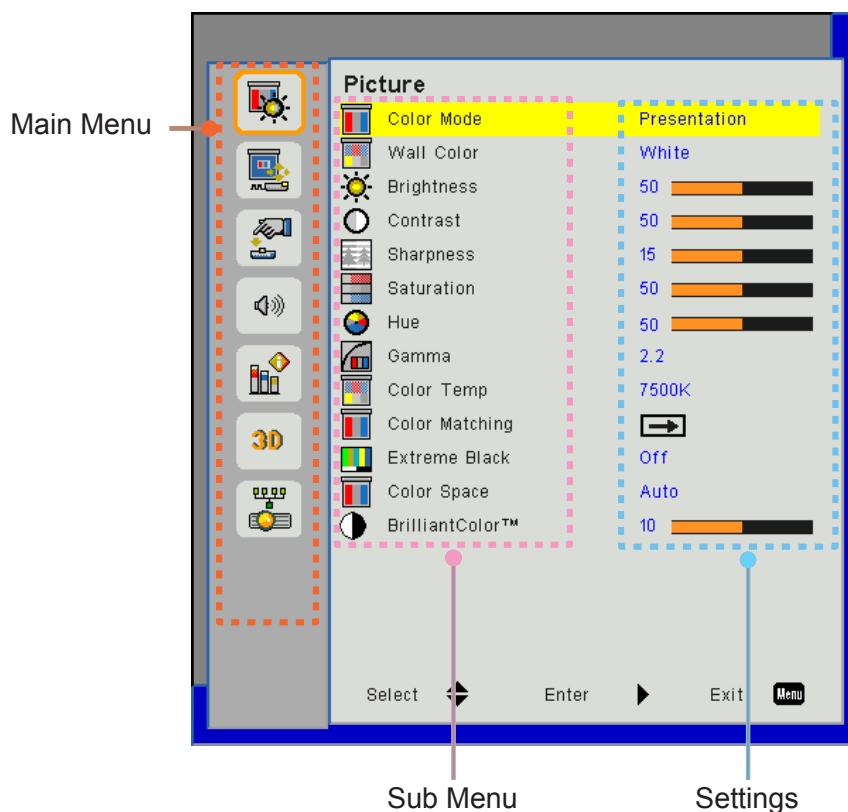 Picture
Main Menu
Color Mode Presentation
Wall Color White
Brightness 50
Contrast 50
Sharpness 15
Saturation 50
Hue 50
Gamma 2.2
Color Temp 7500K
Color Matching
Extreme Black Off
Color Space Auto
BrilliantColor™ 10
3D
Select Enter Exit Menu
Sub Menu Settings